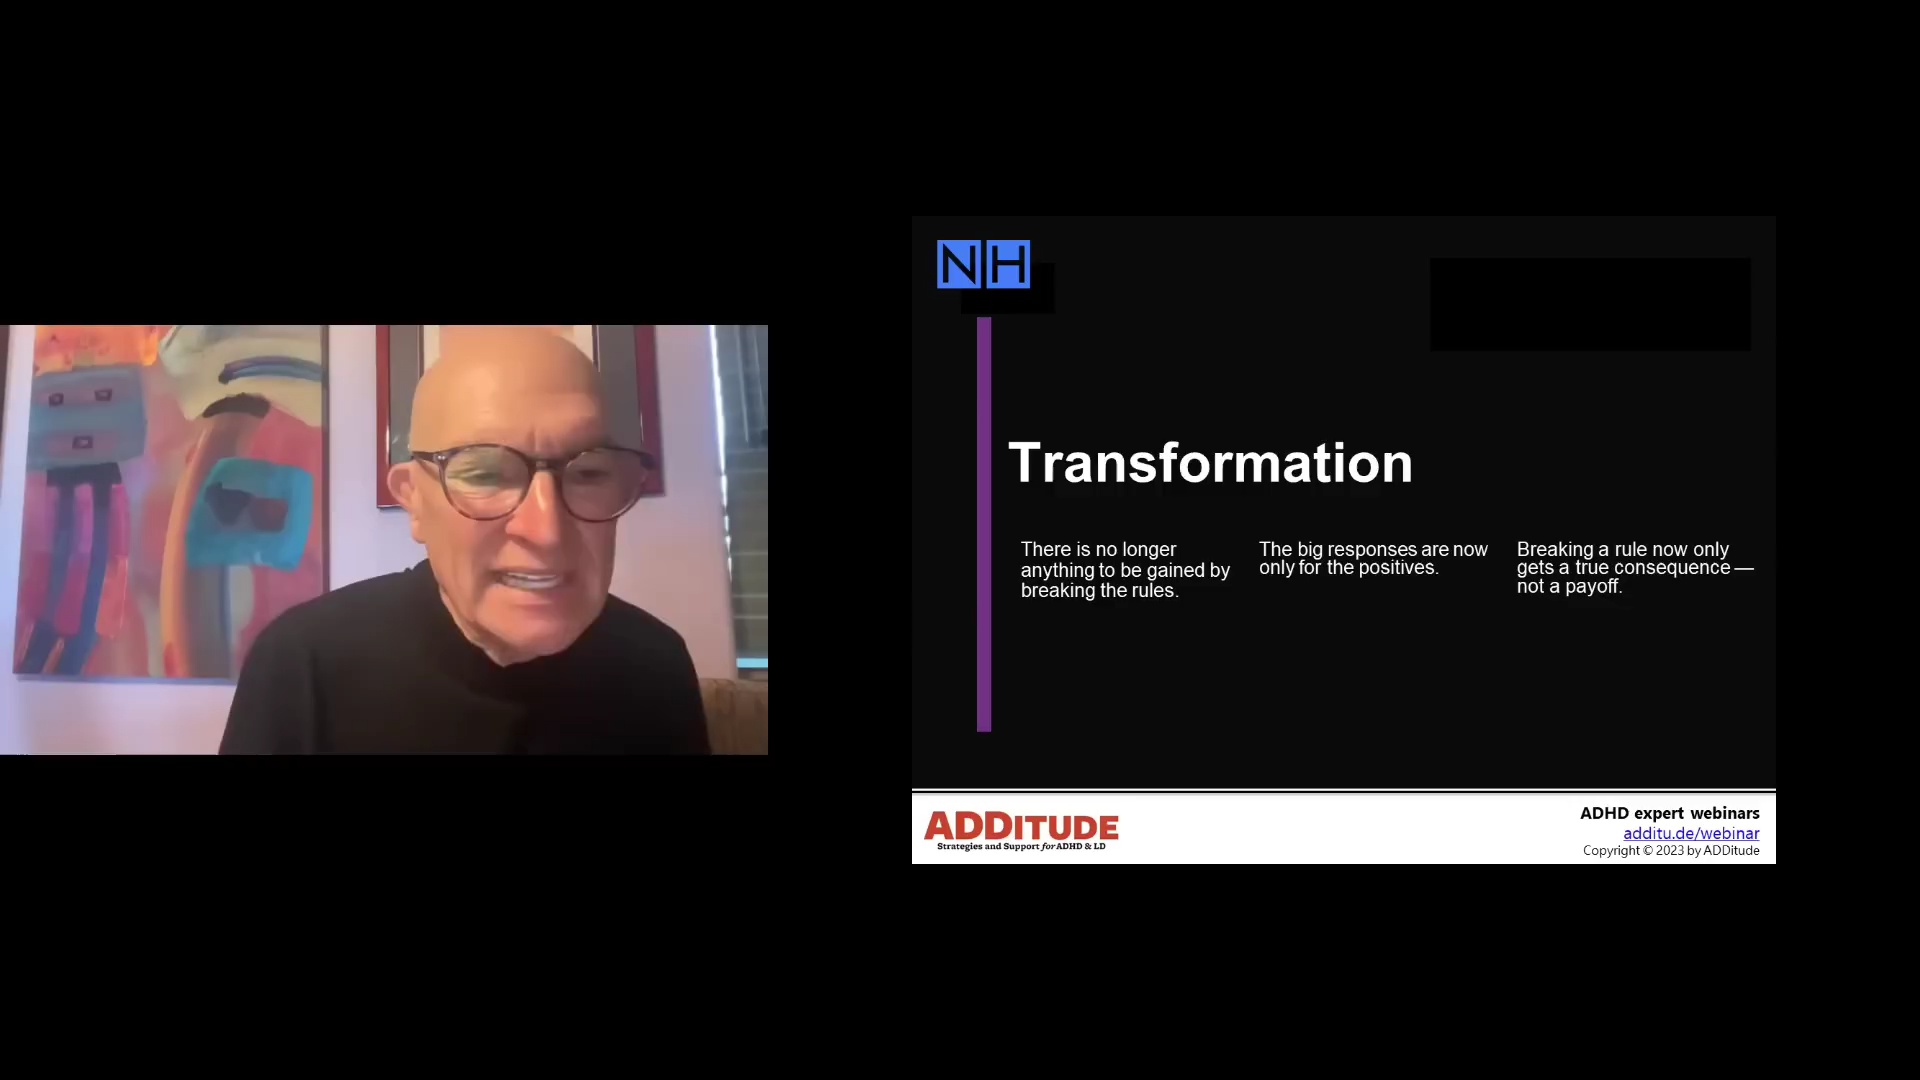 NH
Transformation
There is no longer
anything to be gained by
breaking the rules.
The big responses are now
only for the positives.
Breaking a rule now only
gets a true consequence —
not a payoff.
ADDITUDE
Strategies and Support for ADHD & LD
ADHD expert webinars
additu.de/webinar
Copyright © 2023 by ADDitude